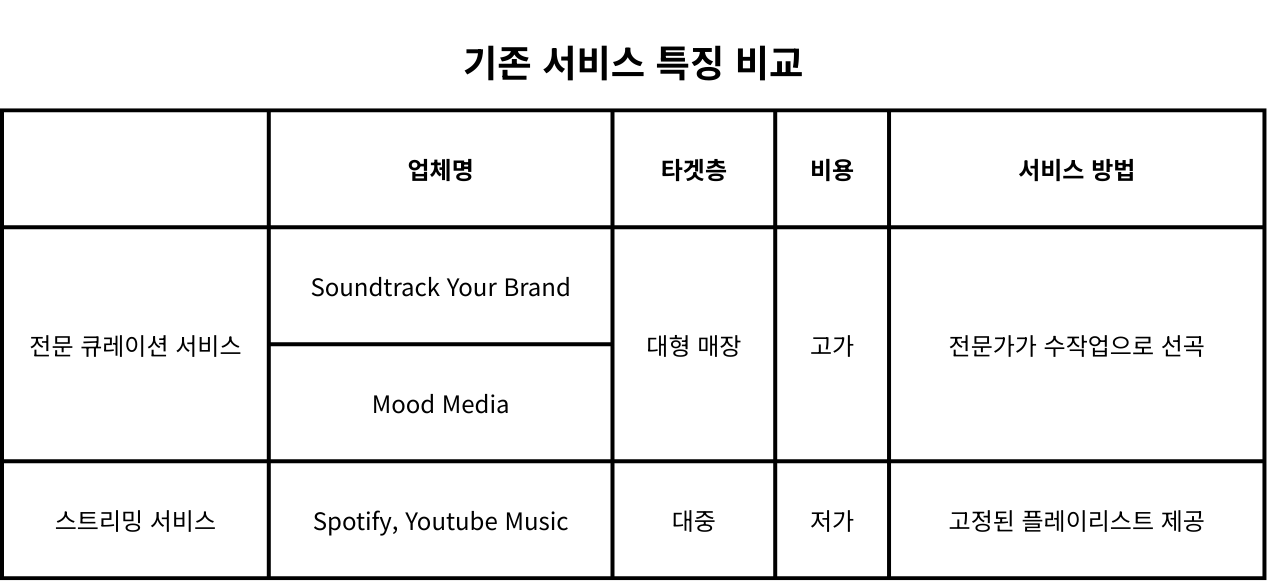 기존 서비스 특징 비교
업체명
타겟층
비용
서비스 방법
전문 큐레이션 서비스
Soundtrack Your Brand
Mood Media
대형 매장
고가
전문가가 수작업으로 선곡
스트리밍 서비스
Spotify, Youtube Music
대중
저가
고정된 플레이리스트 제공